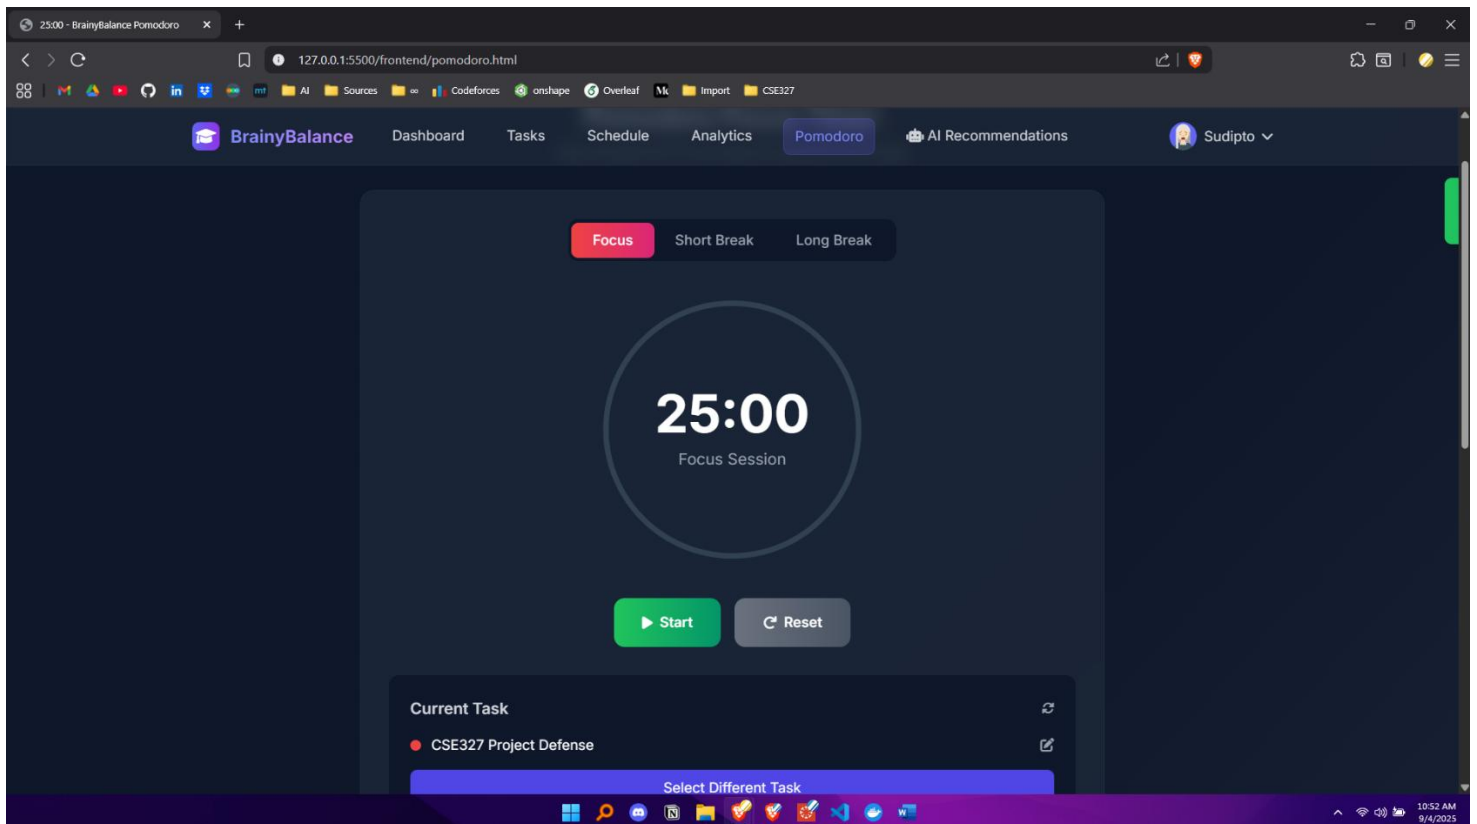 25:00 - BrainyBalance Pomodoro
127.0.0.1:5500/frontend/pomodoro.html
in mt AI Sources ∞ Codeforces onshape Overleaf Import CSE327
BrainyBalance Dashboard Tasks Schedule Analytics Pomodoro AI Recommendations Sudipto
Focus Short Break Long Break
25:00
Focus Session
Start Reset
Current Task
CSE327 Project Defense
Select Different Task
10:52 AM
9/4/2025